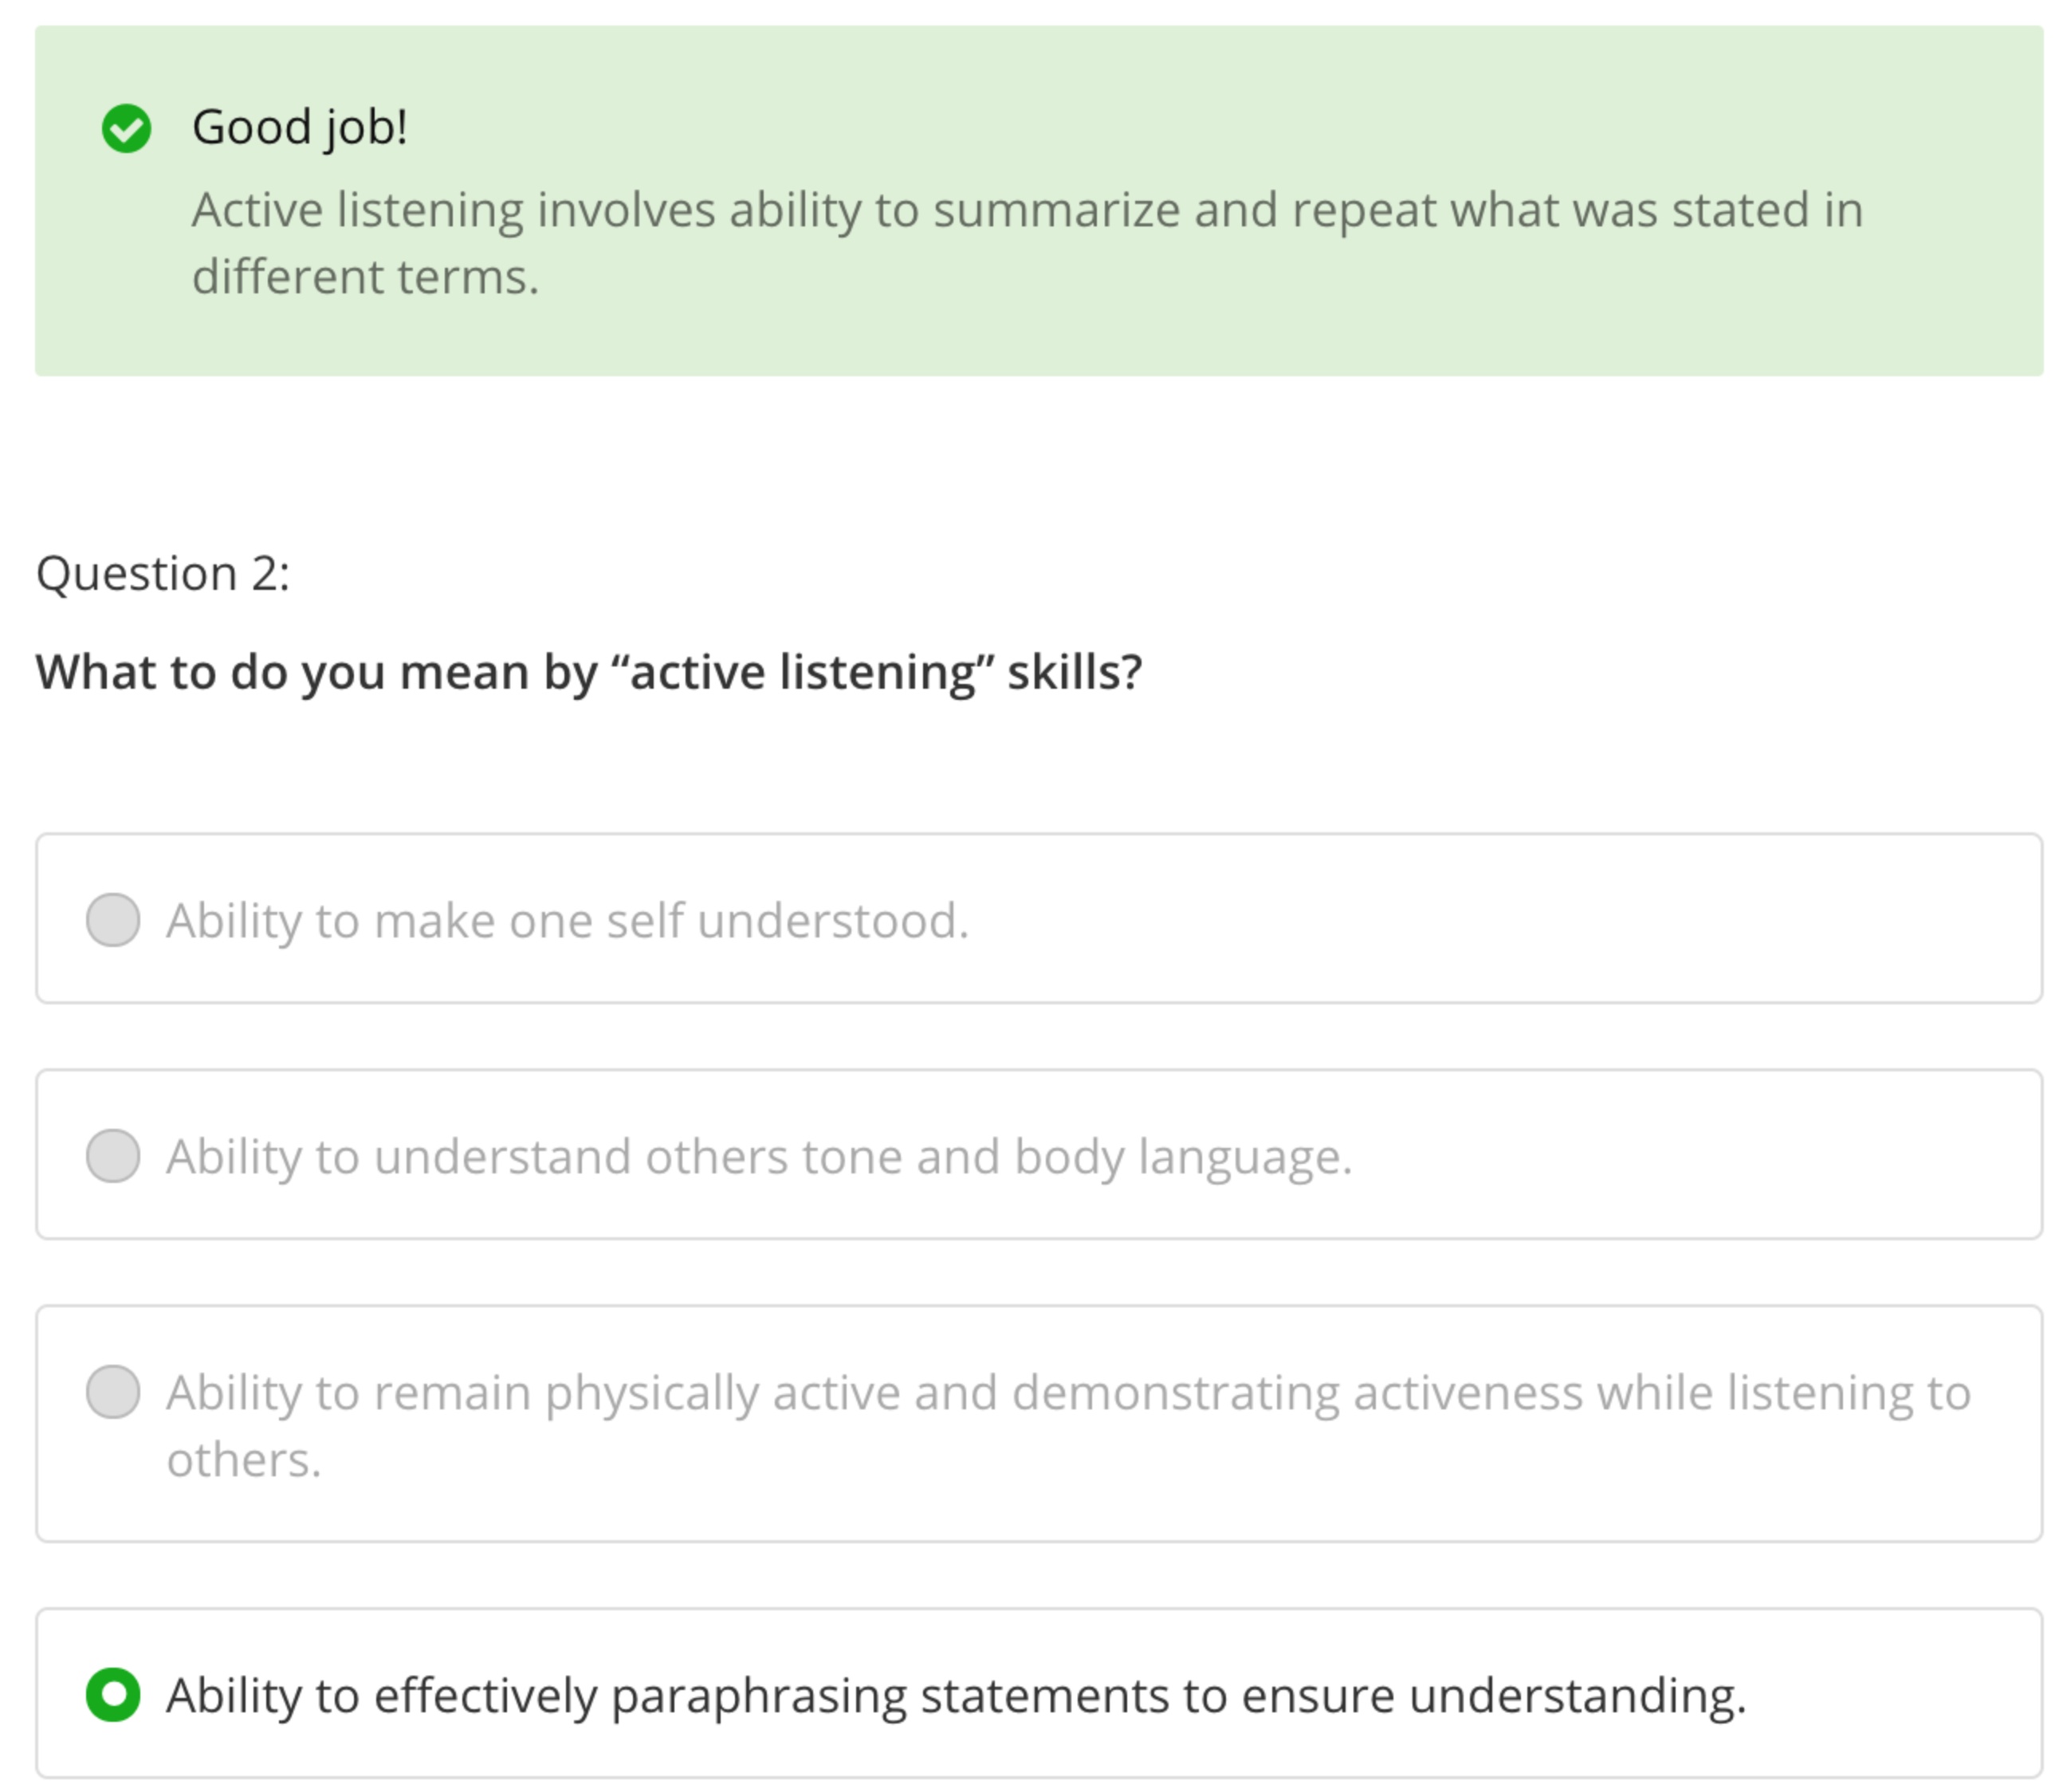 Good job!
Active listening involves ability to summarize and repeat what was stated in
different terms.
Question 2:
What to do you mean by “active listening” skills?
Ability to make one self understood.
Ability to understand others tone and body language.
Ability to remain physically active and demonstrating activeness while listening to
others.
Ability to effectively paraphrasing statements to ensure understanding.